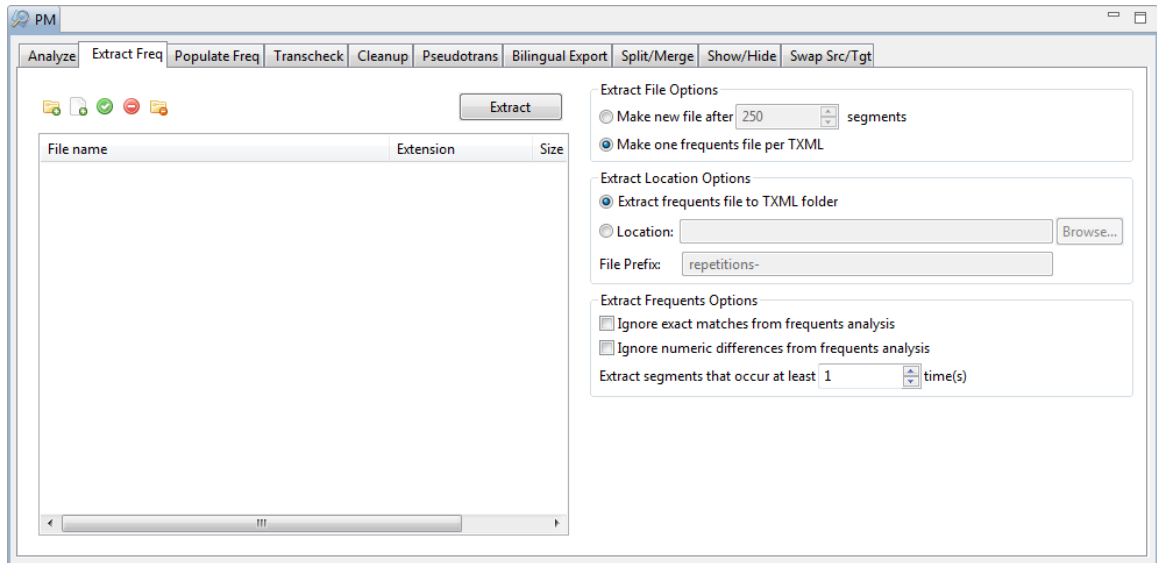 PM
Analyze Extract Freq Populate Freq Transcheck Cleanup Pseudotrans Bilingual Export Split/Merge Show/Hide Swap Src/Tgt
Extract
File name Extension Size
Extract File Options
Make new file after 250 segments
Make one frequents file per TXML
Extract Location Options
Extract frequents file to TXML folder
Location: Browse...
File Prefix: repetitions-
Extract Frequents Options
Ignore exact matches from frequents analysis
Ignore numeric differences from frequents analysis
Extract segments that occur at least 1 time(s)